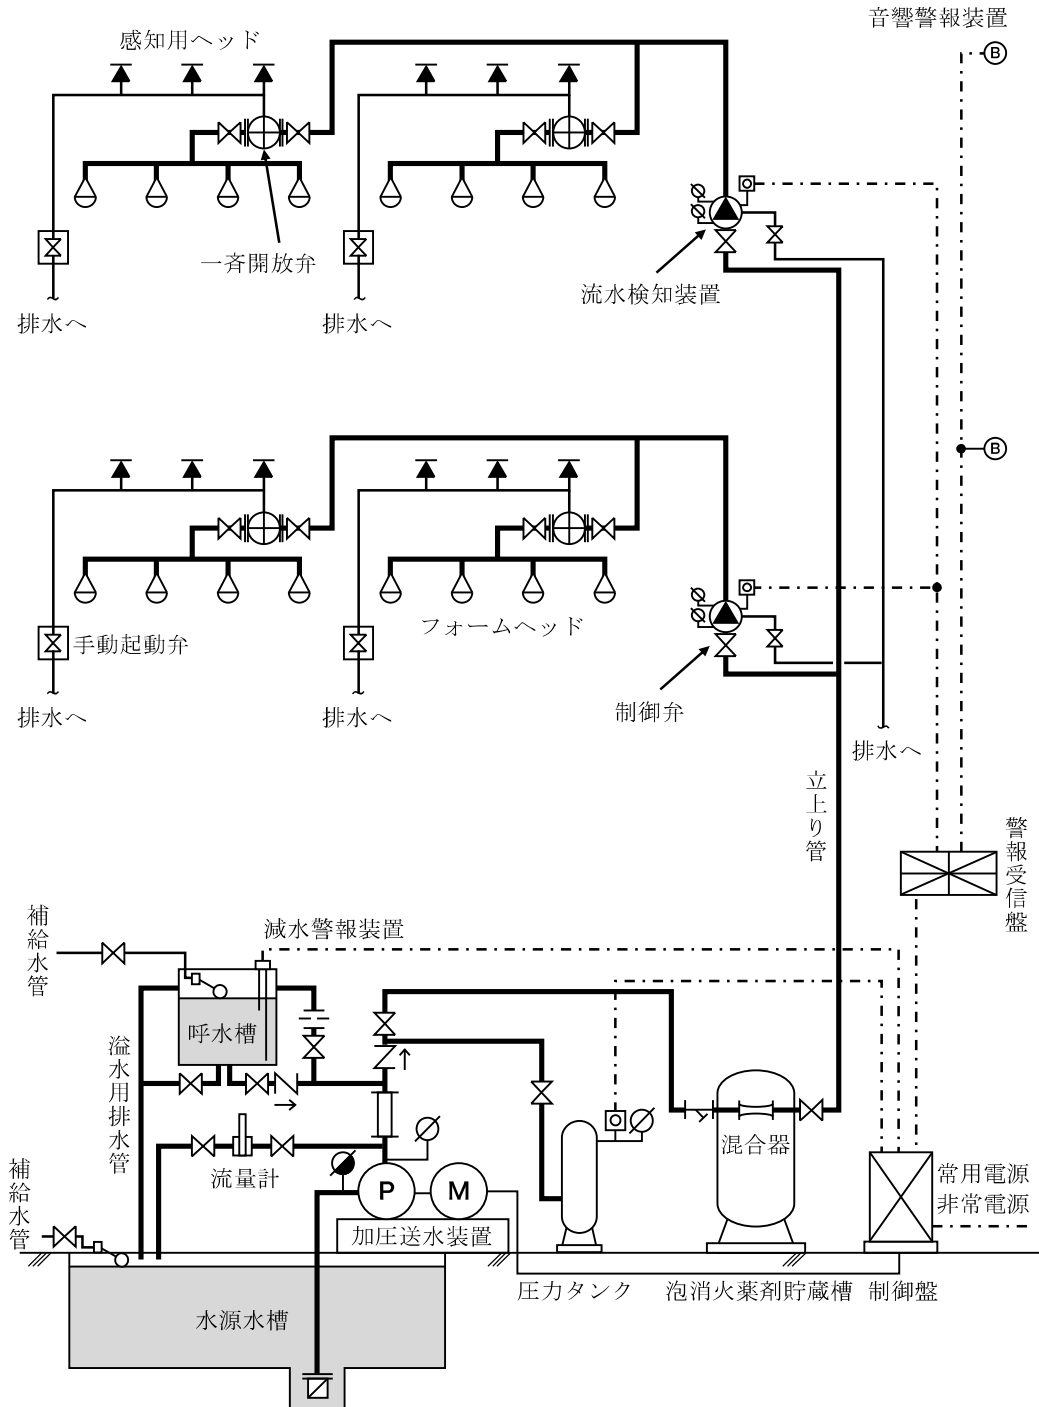 音響警報装置
感知用ヘッド
B
一斉開放弁
流水検知装置
排水へ
排水へ
B
フォームヘッド
手動起動弁
制御弁
排水へ
排水へ
排水へ
立上り管
警報受信盤
補給水管
減水警報装置
呼水槽
溢水用排水管
混合器
補給水管
流量計
P
M
常用電源
非常電源
加圧送水装置
圧力タンク
泡消火薬剤貯蔵槽
制御盤
水源水槽